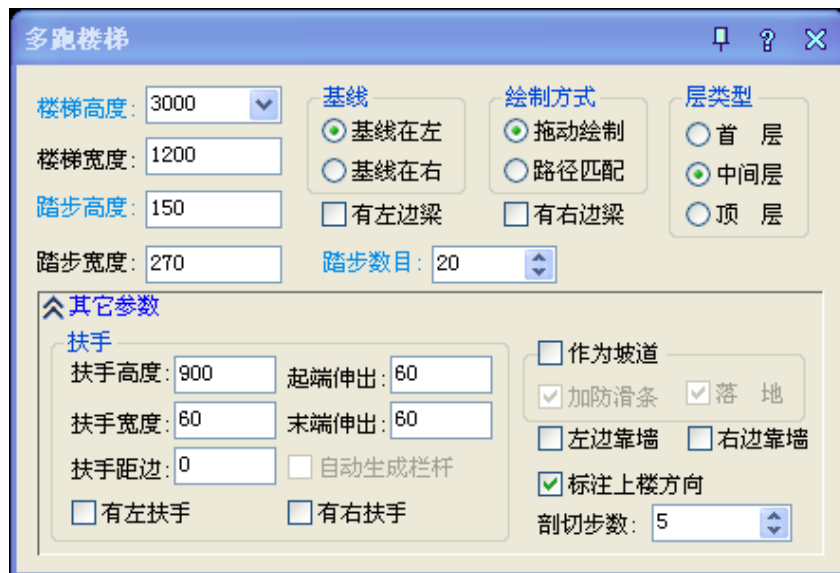 多跑楼梯
楼梯高度: 3000
楼梯宽度: 1200
踏步高度: 150
踏步宽度: 270
基线
基线在左
基线在右
有左边梁
绘制方式
拖动绘制
路径匹配
有右边梁
层类型
首 层
中间层
顶 层
踏步数目: 20
其它参数
扶手
扶手高度: 900
起端伸出: 60
扶手宽度: 60
末端伸出: 60
扶手距边: 0
自动生成栏杆
有左扶手
有右扶手
作为坡道
加防滑条
落 地
左边靠墙
右边靠墙
标注上楼方向
剖切步数: 5